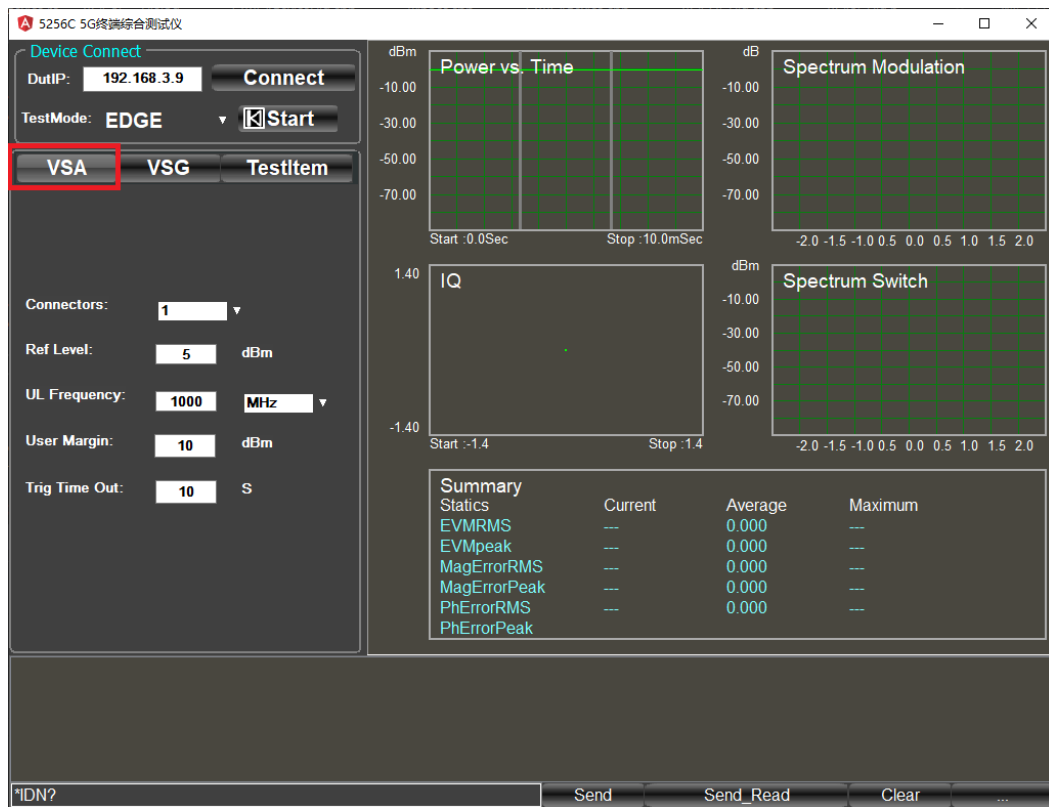 5256C 5G终端综合测试仪
Device Connect
DutIP: 192.168.3.9 Connect
TestMode: EDGE Start
VSA VSG TestItem
Connectors: 1
Ref Level: 5 dBm
UL Frequency: 1000 MHz
User Margin: 10 dBm
Trig Time Out: 10 S
dBm
Power vs. Time
-10.00
-30.00
-50.00
-70.00
Start :0.0Sec Stop :10.0mSec
dB
Spectrum Modulation
-10.00
-30.00
-50.00
-70.00
-2.0 -1.5 -1.0 0.5 0.0 0.5 1.0 1.5 2.0
1.40
IQ
-1.40
Start :-1.4 Stop :1.4
dBm
Spectrum Switch
-10.00
-30.00
-50.00
-70.00
-2.0 -1.5 -1.0 0.5 0.0 0.5 1.0 1.5 2.0
Summary
Statics Current Average Maximum
EVMRMS --- 0.000 ---
EVMpeak --- 0.000 ---
MagErrorRMS --- 0.000 ---
MagErrorPeak --- 0.000 ---
PhErrorRMS --- 0.000 ---
PhErrorPeak
*IDN? Send Send_Read Clear ...